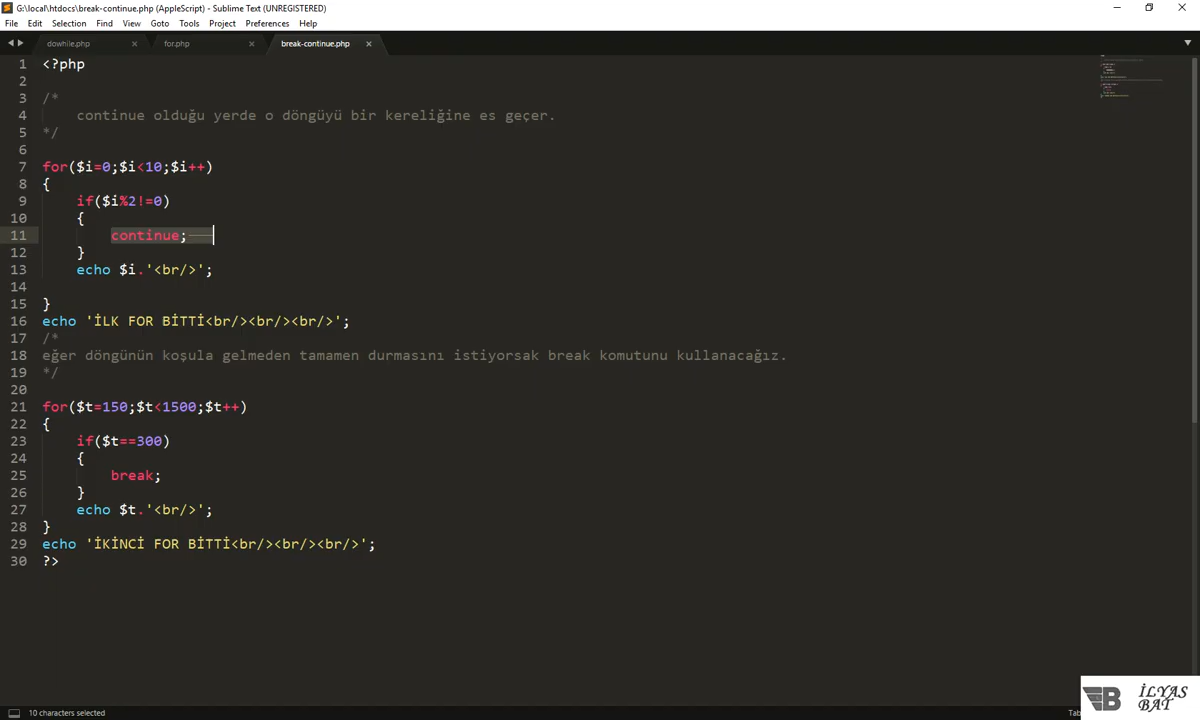 G:\local\htdocs\break-continue.php (AppleScript) - Sublime Text (UNREGISTERED)
File Edit Selection Find View Goto Tools Project Preferences Help
dowhile.php for.php break-continue.php
1 <?php
2
3 /*
4 continue olduğu yerde o döngüyü bir kereliğine es geçer.
5 */
6
7 for($i=0;$i<10;$i++)
8 {
9 if($i%2!=0)
10 {
11 continue;
12 }
13 echo $i.'<br/>';
14
15 }
16 echo 'İLK FOR BİTTİ<br/><br/><br/>';
17 /*
18 eğer döngünün koşula gelmeden tamamen durmasını istiyorsak break komutunu kullanacağız.
19 */
20
21 for($t=150;$t<1500;$t++)
22 {
23 if($t==300)
24 {
25 break;
26 }
27 echo $t.'<br/>';
28 }
29 echo 'İKİNCİ FOR BİTTİ<br/><br/><br/>';
30 ?>
10 characters selected
İLYAS
BAT